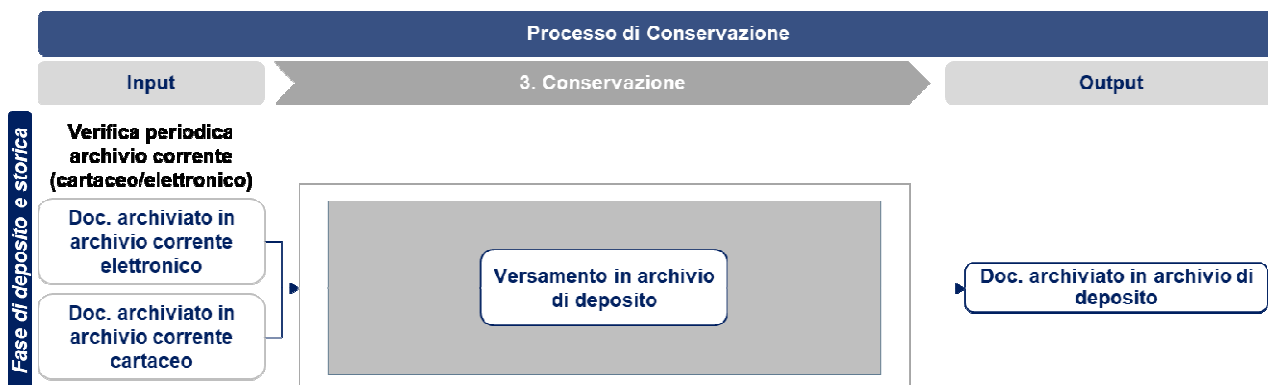 Processo di Conservazione
Input
3. Conservazione
Output
Fase di deposito e storica
Verifica periodica
archivio corrente
(cartaceo/elettronico)
Doc. archiviato in
archivio corrente
elettronico
Doc. archiviato in
archivio corrente
cartaceo
Versamento in archivio
di deposito
Doc. archiviato in archivio di
deposito